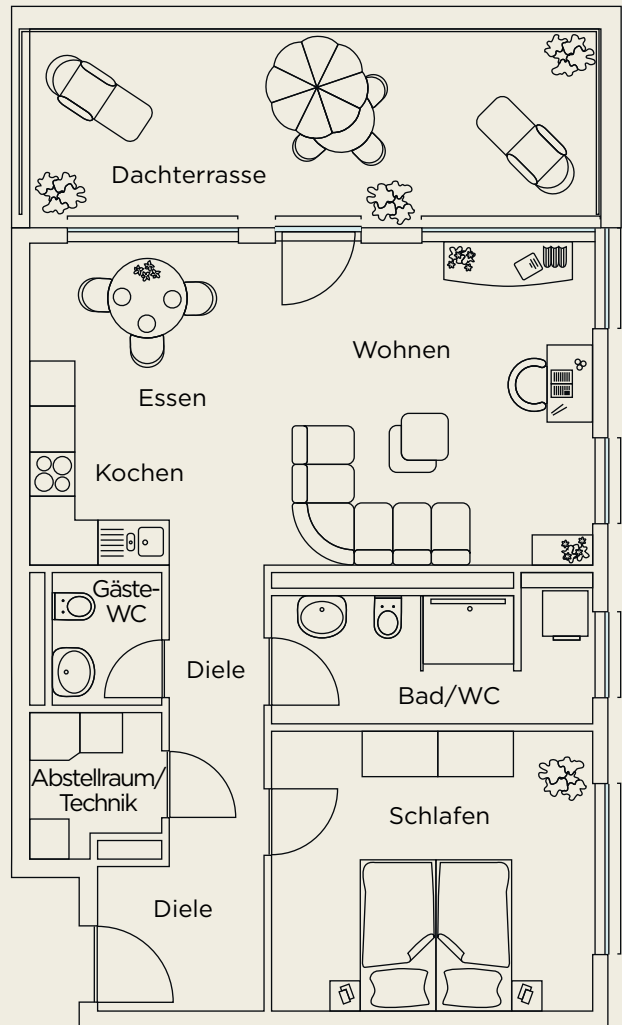 Dachterrasse
Wohnen
Essen
Kochen
Gäste-
WC
Diele
Bad/WC
Abstellraum/
Technik
Schlafen
Diele